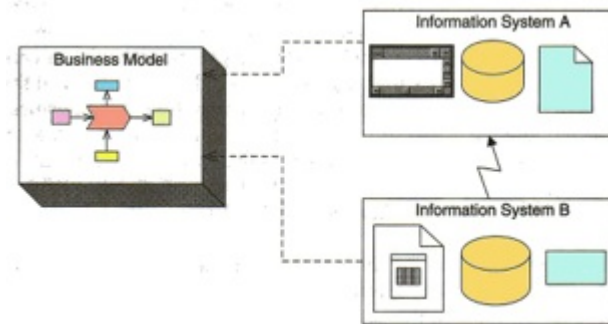 Information System A
Business Model
Information System B